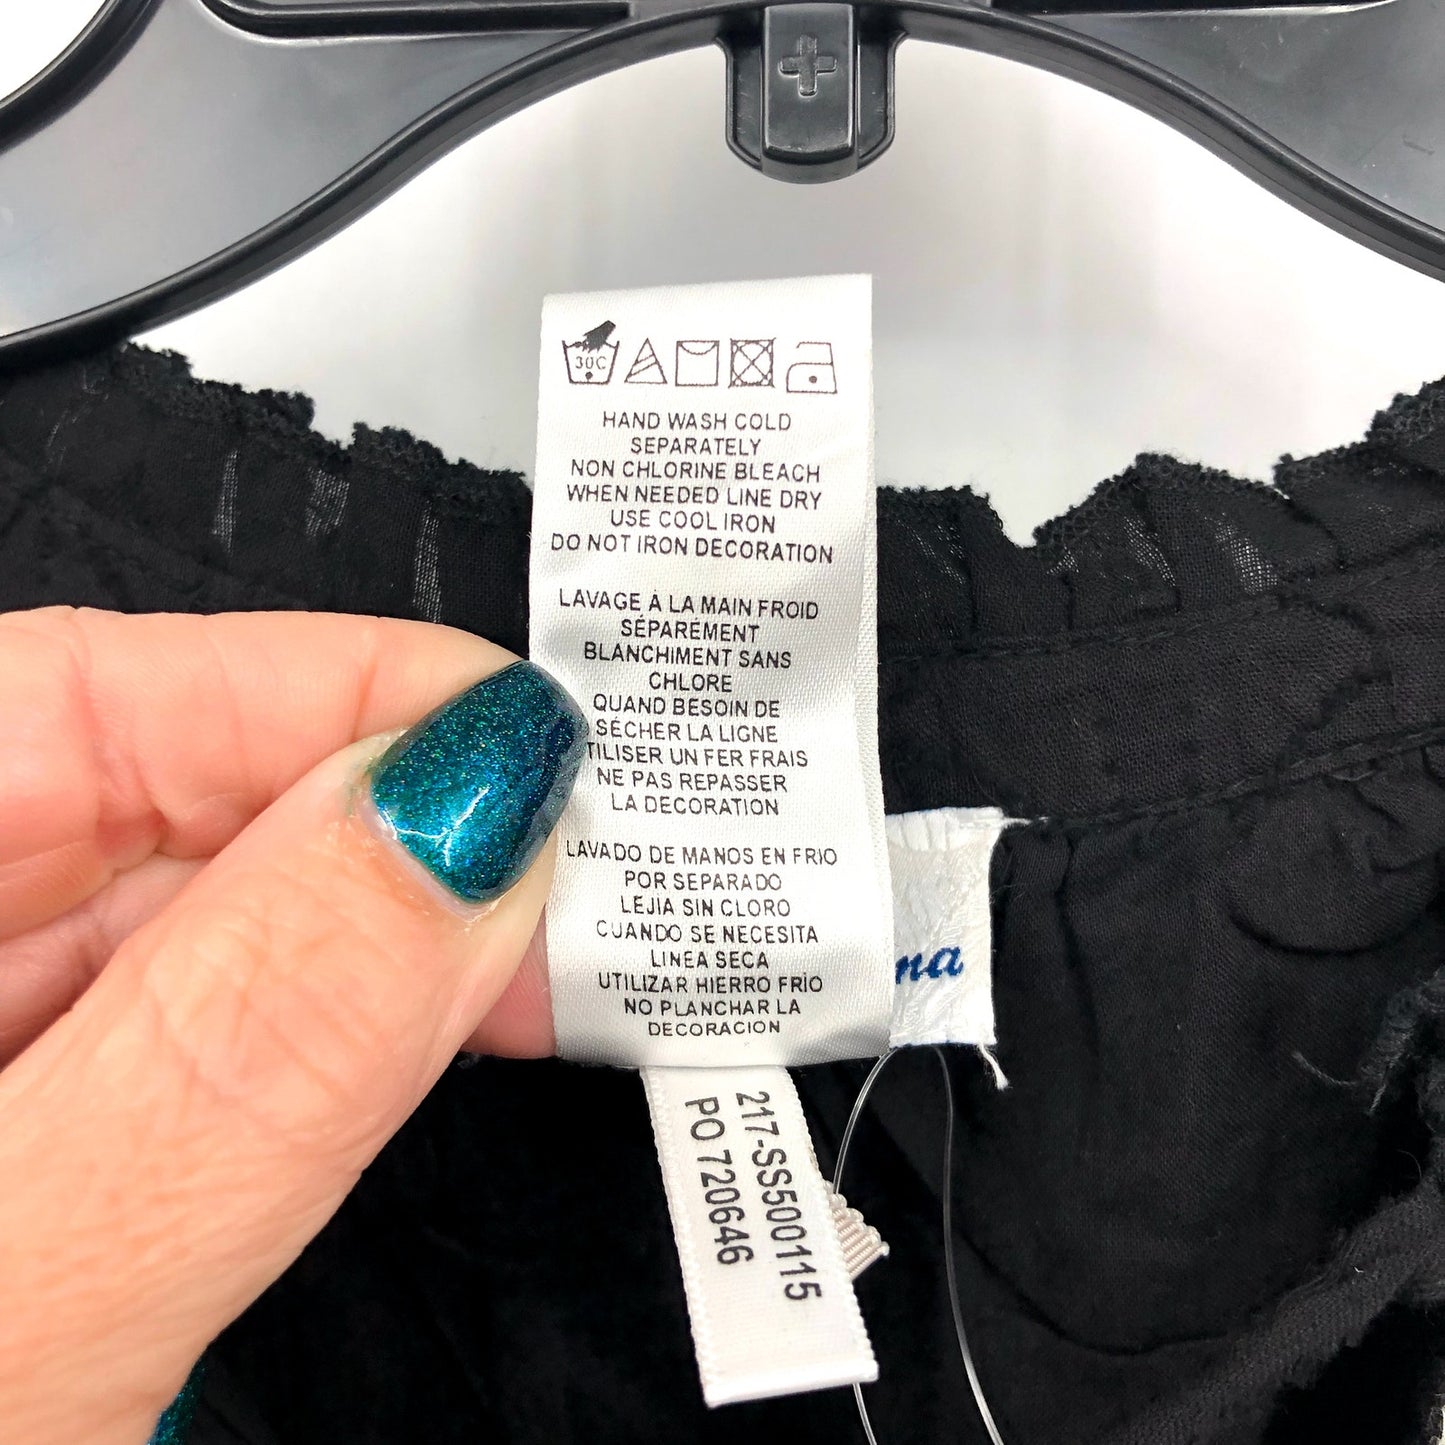 30C
HAND WASH COLD
SEPARATELY
NON CHLORINE BLEACH
WHEN NEEDED LINE DRY
USE COOL IRON
DO NOT IRON DECORATION
LAVAGE À LA MAIN FROID
SÉPARÉMENT
BLANCHIMENT SANS
CHLORE
QUAND BESOIN DE
SÉCHER LA LIGNE
TILISER UN FER FRAIS
NE PAS REPASSER
LA DECORATION
LAVADO DE MANOS EN FRIO
POR SEPARADO
LEJIA SIN CLORO
CUANDO SE NECESITA
LINEA SECA
UTILIZAR HIERRO FRÍO
NO PLANCHAR LA
DECORACION
na
217-SS500115
PO 720646